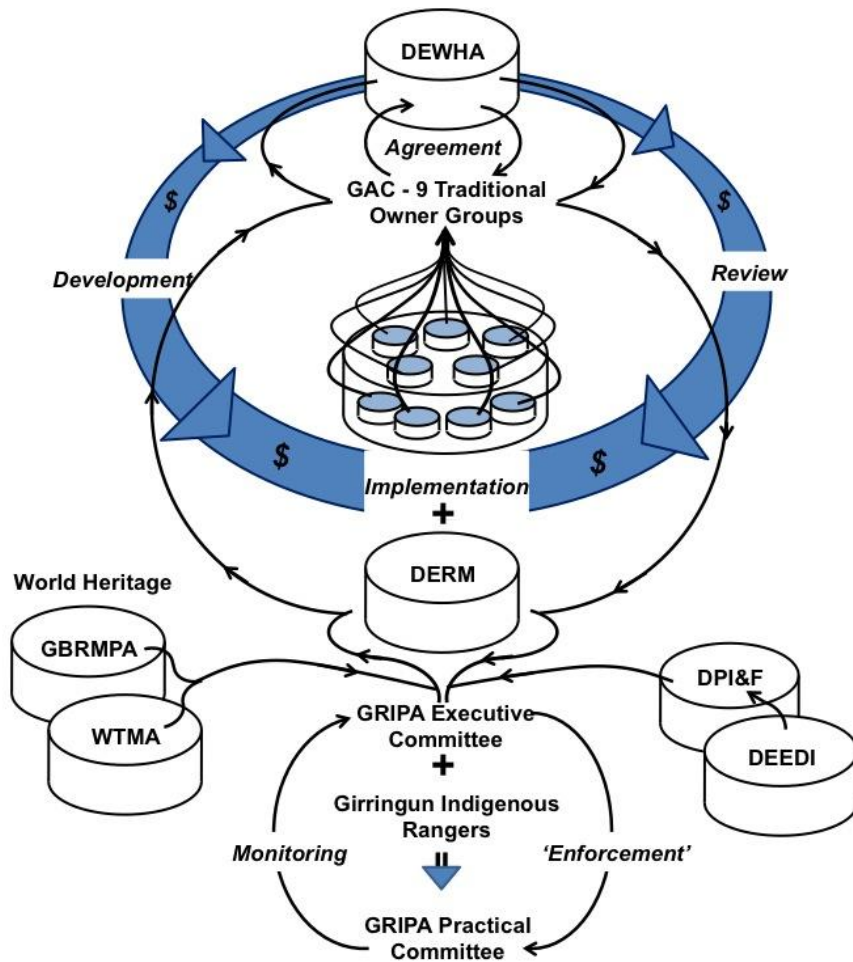 DEWHA
Agreement
$
$
GAC - 9 Traditional
Owner Groups
Development
Review
$
$
Implementation
+
DERM
World Heritage
GBRMPA
WTMA
DPI&F
DEEDI
GRIPA Executive
Committee
+
Girringun Indigenous
Rangers
Monitoring
'Enforcement'
GRIPA Practical
Committee